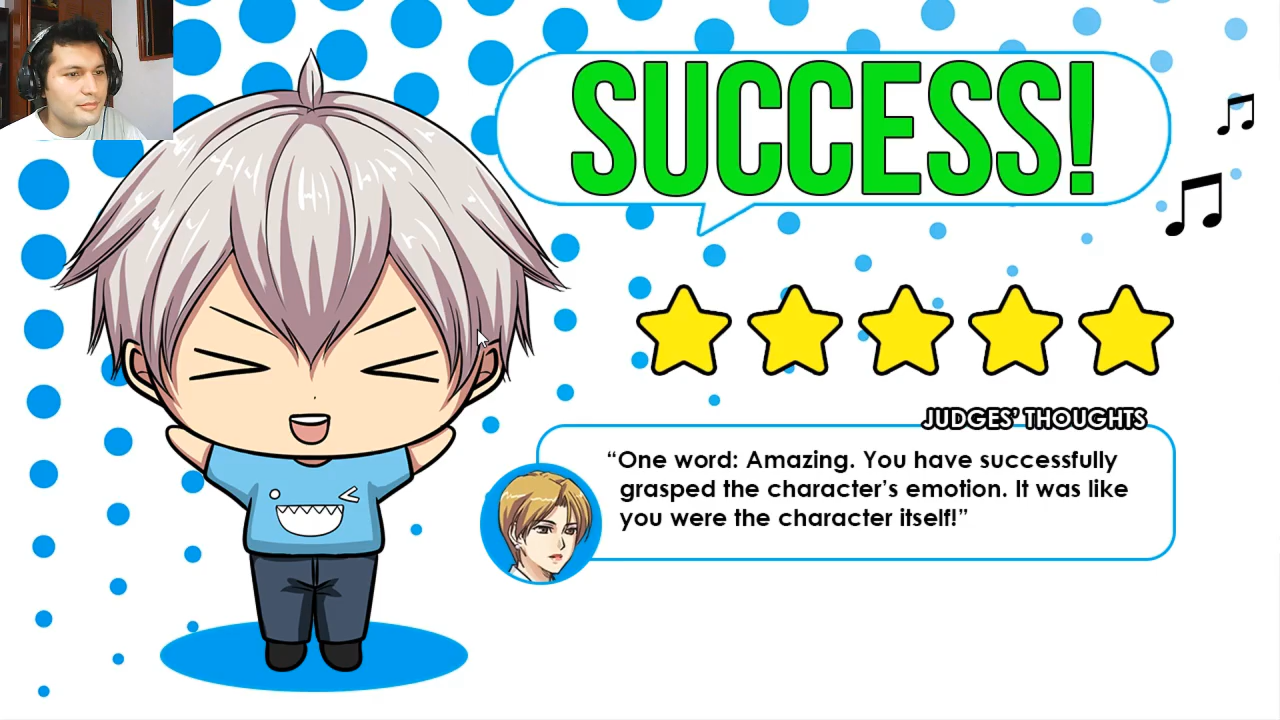 SUCCESS!
JUDGES’ THOUGHTS
“One word: Amazing. You have successfully
grasped the character’s emotion. It was like
you were the character itself!”